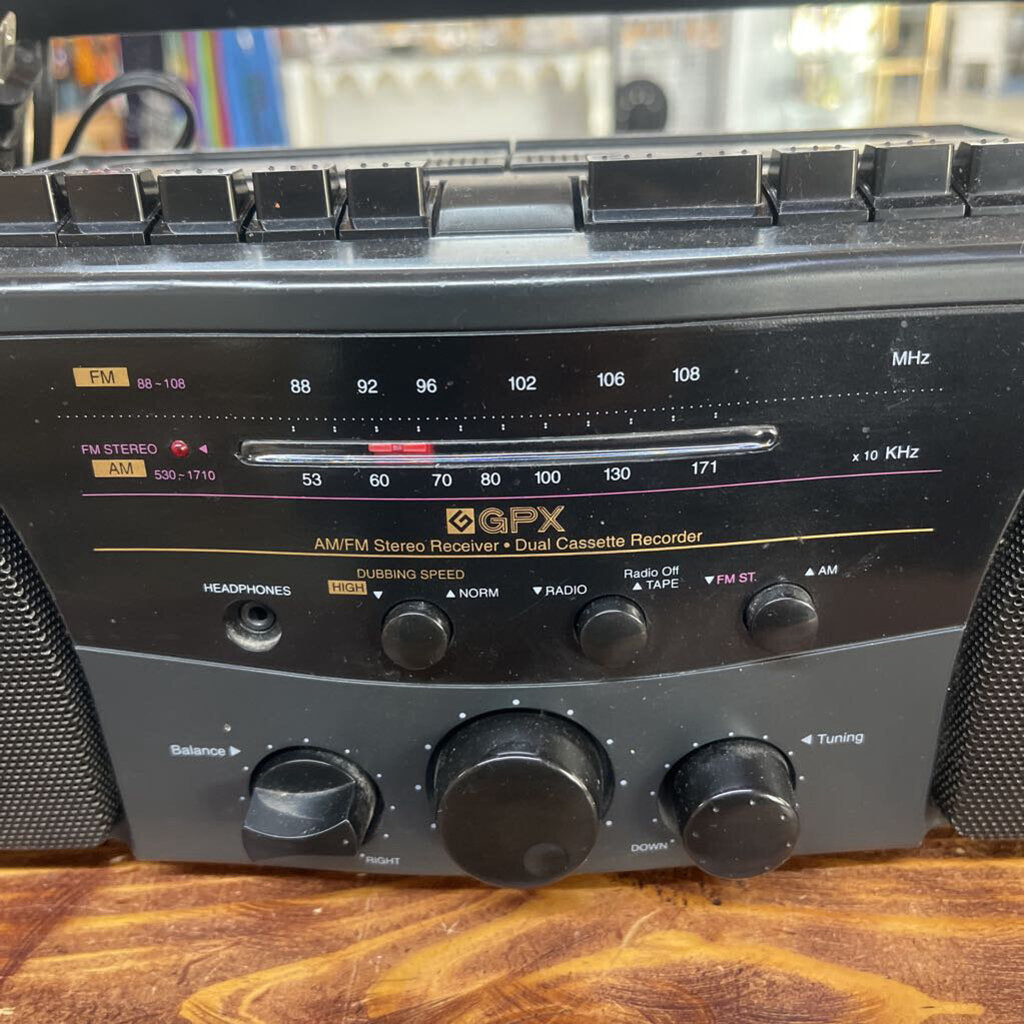 FM 88~108 88 92 96 102 106 108 MHz
FM STEREO
AM 530~1710 53 60 70 80 100 130 171 x 10 KHz
GPX
AM/FM Stereo Receiver • Dual Cassette Recorder
HEADPHONES
DUBBING SPEED
HIGH ▼ ▲ NORM
▼ RADIO
Radio Off
▲ TAPE
▼ FM ST.
▲ AM
Balance ▶
RIGHT
◀ Tuning
DOWN